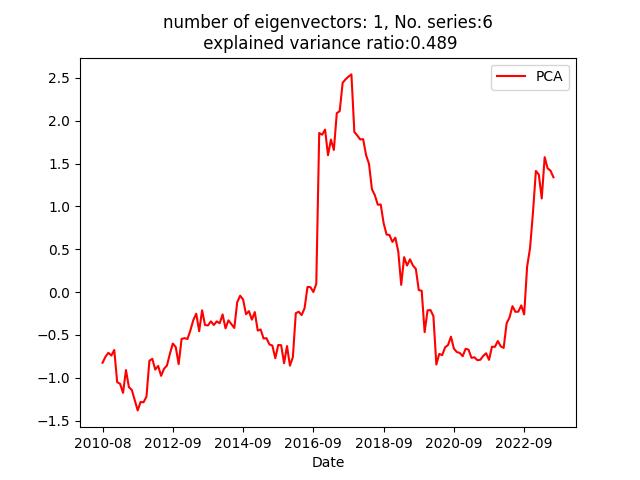 number of eigenvectors: 1, No. series:6
explained variance ratio:0.489
PCA
2.5
2.0
1.5
1.0
0.5
0.0
−0.5
−1.0
−1.5
2010-08 2012-09 2014-09 2016-09 2018-09 2020-09 2022-09
Date